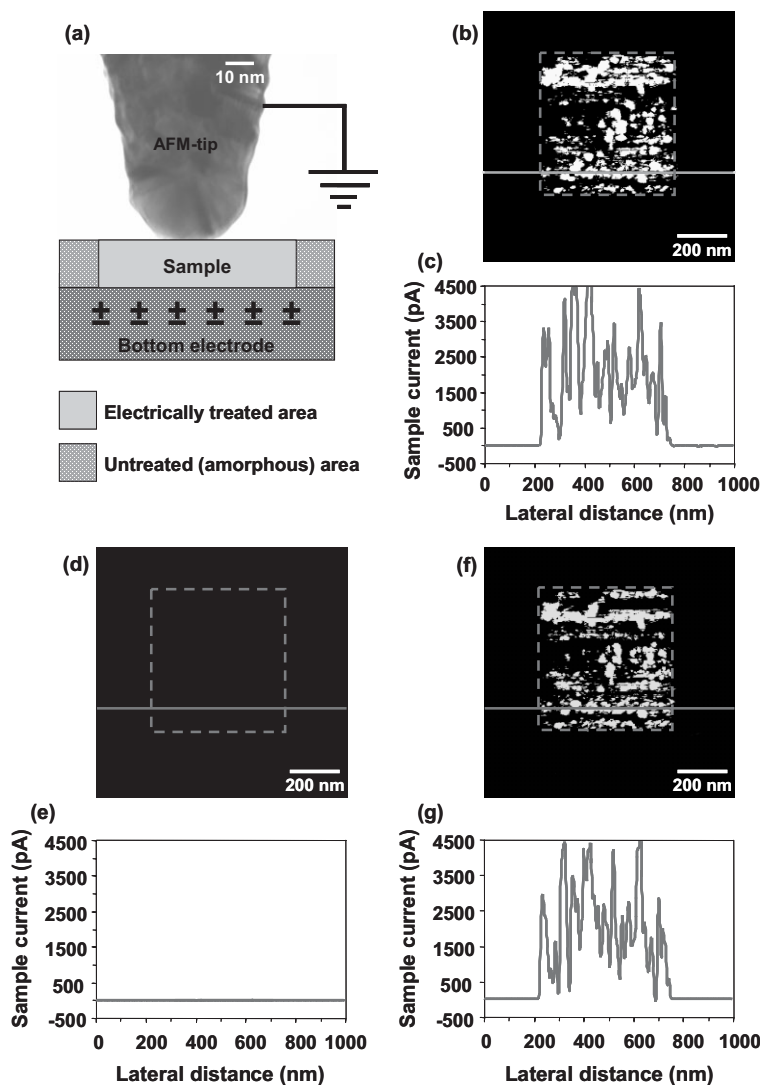 (a)
10 nm
AFM-tip
Sample
± ± ± ± ± ±
Bottom electrode
Electrically treated area
Untreated (amorphous) area
(b)
200 nm
(c)
Sample current (pA)
4500
3500
2500
1500
500
-500
0 200 400 600 800 1000
Lateral distance (nm)
(d)
200 nm
(e)
Sample current (pA)
4500
3500
2500
1500
500
-500
0 200 400 600 800 1000
Lateral distance (nm)
(f)
200 nm
(g)
Sample current (pA)
4500
3500
2500
1500
500
-500
0 200 400 600 800 1000
Lateral distance (nm)